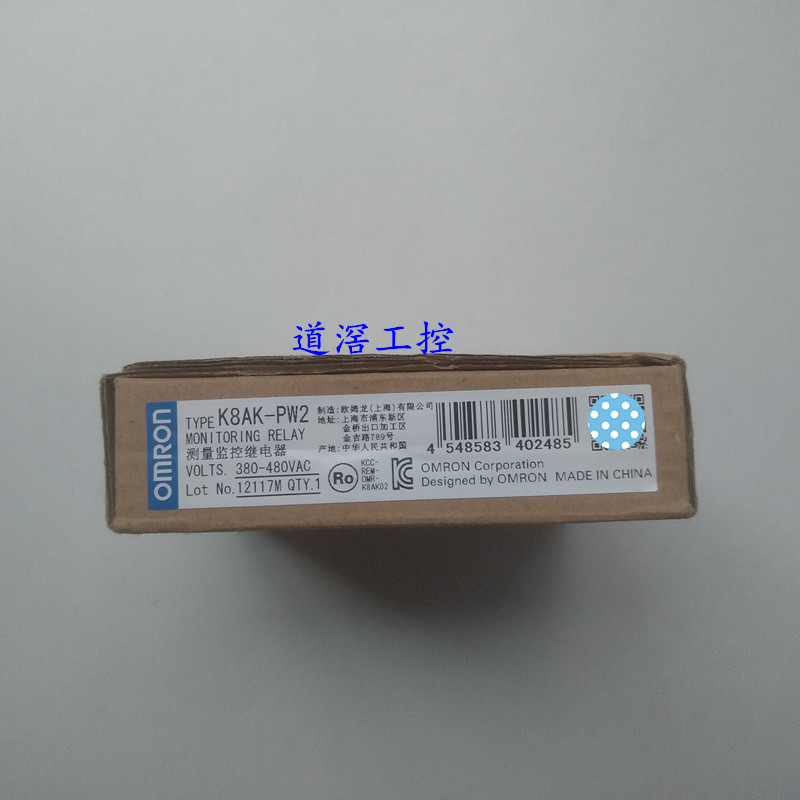 道滘工控
OMRON
TYPE K8AK-PW2
MONITORING RELAY
测量监控继电器
VOLTS. 380-480VAC
Lot No. 12117M QTY.1
制造: 欧姆龙(上海)有限公司
地址: 上海市浦东新区
金桥出口加工区
金吉路789号
产地: 中华人民共和国
Ro
KCC-
REM-
OMR-
K8AK02
4 548583 402485
OMRON Corporation
Designed by OMRON MADE IN CHINA